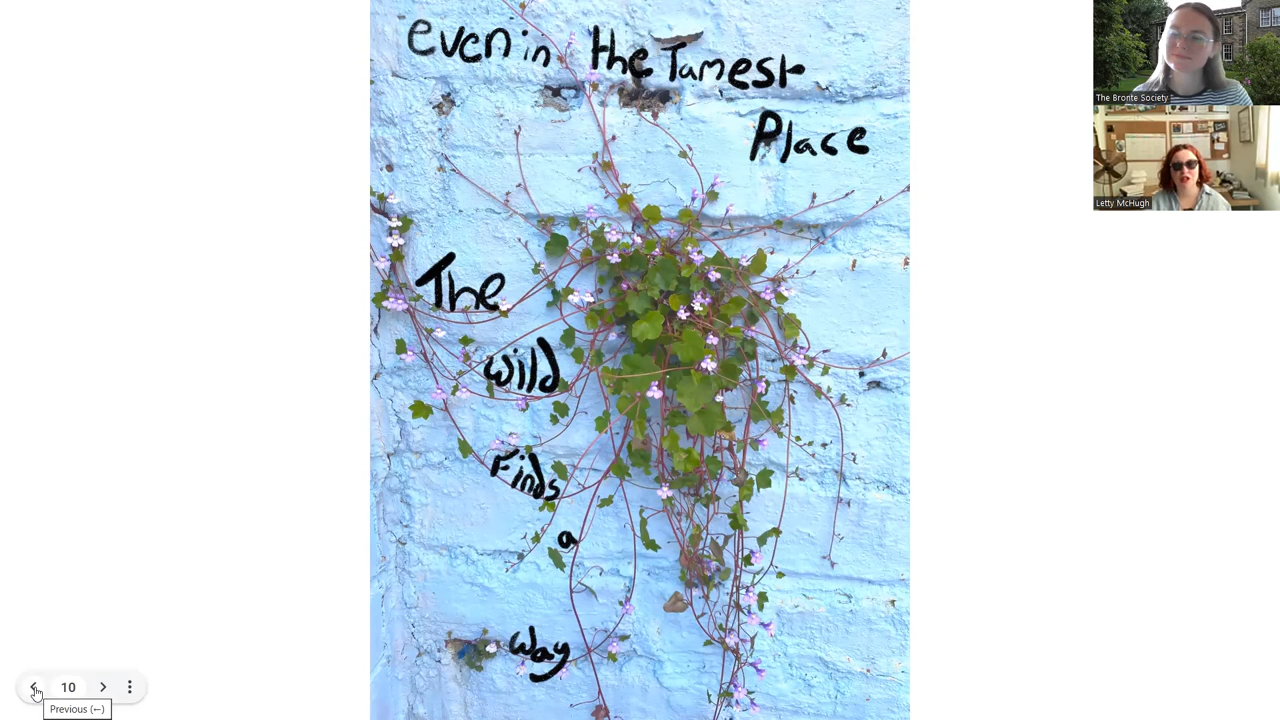 even in the Tamest
Place
The
wild
Finds
a
way
The Bronte Society
Letty McHugh
10
Previous (←)